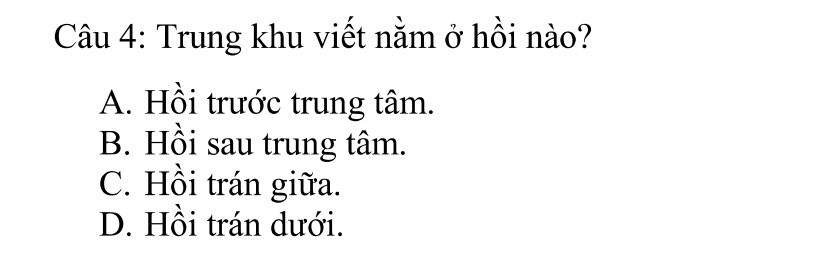 Câu 4: Trung khu viết nằm ở hồi nào?
A. Hồi trước trung tâm.
B. Hồi sau trung tâm.
C. Hồi trán giữa.
D. Hồi trán dưới.